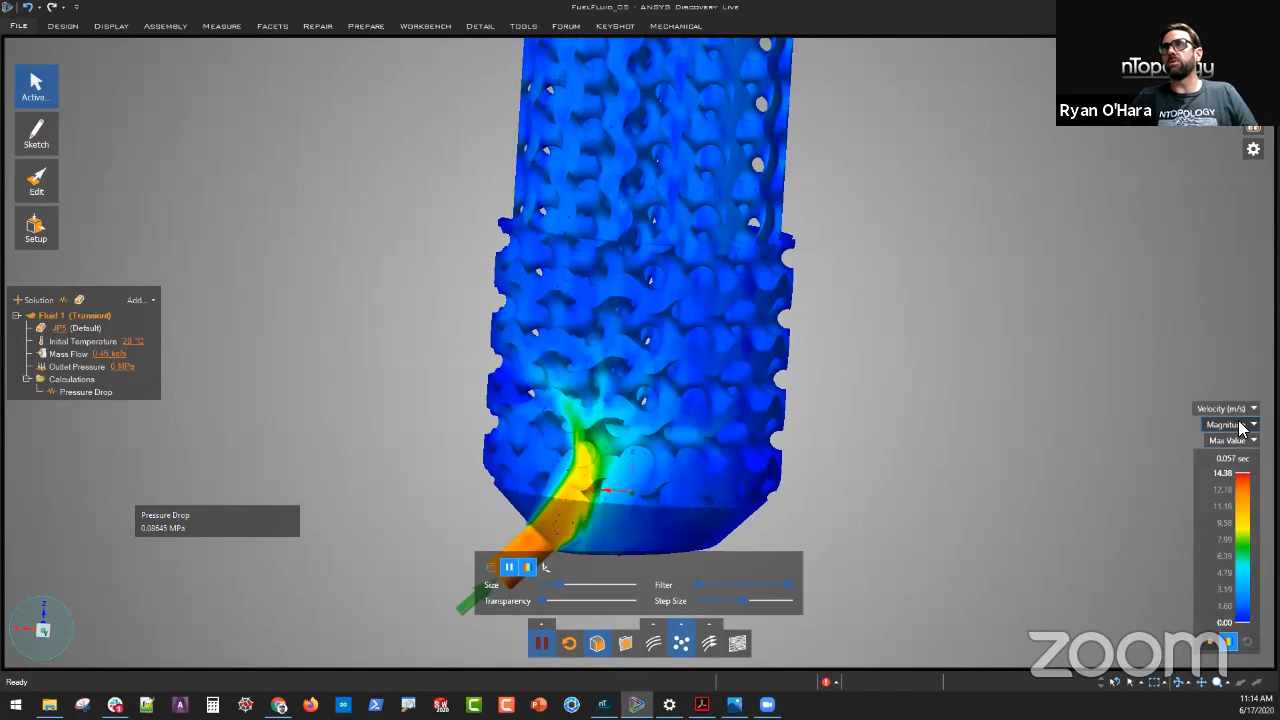 FuelFluid_CS - ANSYS Discovery Live
FILE DESIGN DISPLAY ASSEMBLY MEASURE FACETS REPAIR PREPARE WORKBENCH DETAIL TOOLS FORUM KEYSHOT MECHANICAL
nTopology
NTOPOLOGY
Ryan O'Hara
Active...
Sketch
Edit
Setup
Solution Add...
Fluid 1 (Transient)
JP5 (Default)
Initial Temperature 20 °C
Mass Flow 0.45 kg/s
Outlet Pressure 0 MPa
Calculations
Pressure Drop
Velocity (m/s)
Max Value
0.057 sec
14.38
12.78
11.18
9.58
7.99
6.39
4.79
3.19
1.60
0.00
Pressure Drop
0.08645 MPa
Size Filter
Transparency Step Size
zoom
Z
X
Ready
11:14 AM
6/17/2020